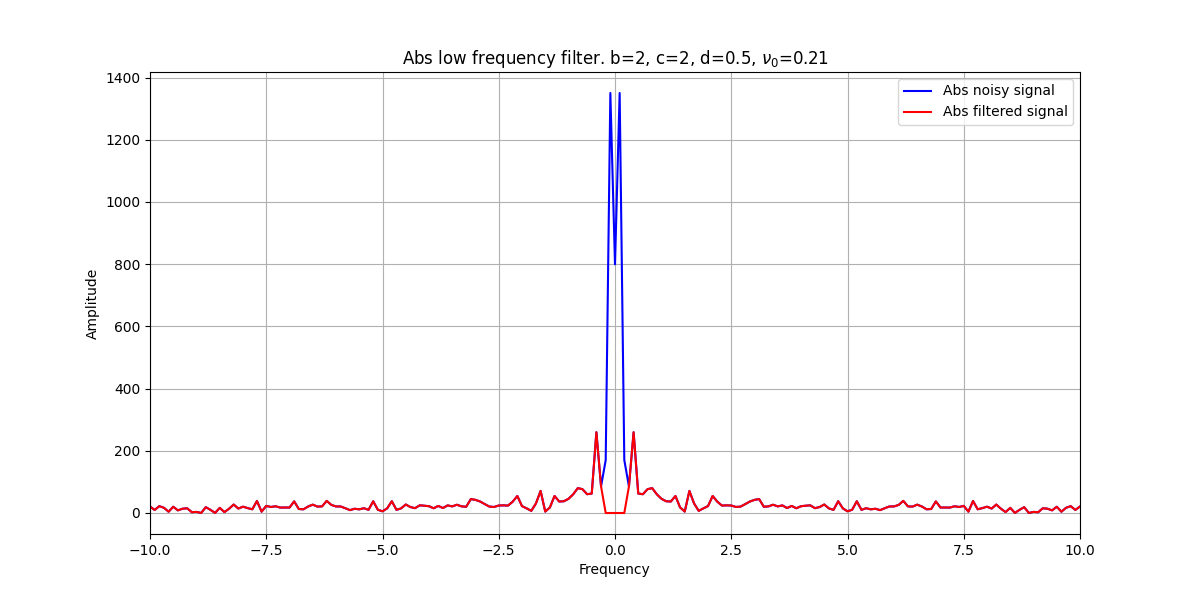 Abs low frequency filter. b=2, c=2, d=0.5, ν₀=0.21
Abs noisy signal
Abs filtered signal
Amplitude
1400
1200
1000
800
600
400
200
0
−10.0 −7.5 −5.0 −2.5 0.0 2.5 5.0 7.5 10.0
Frequency